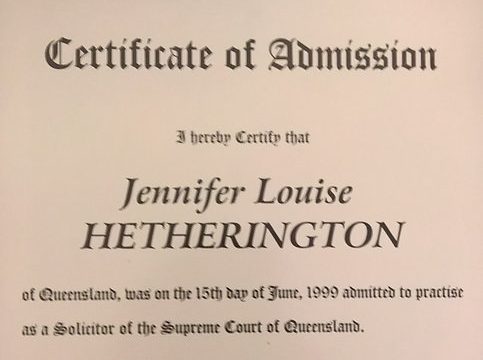 Certificate of Admission
I hereby Certify that
Jennifer Louise
HETHERINGTON
of Queensland, was on the 15th day of June, 1999 admitted to practise
as a Solicitor of the Supreme Court of Queensland.